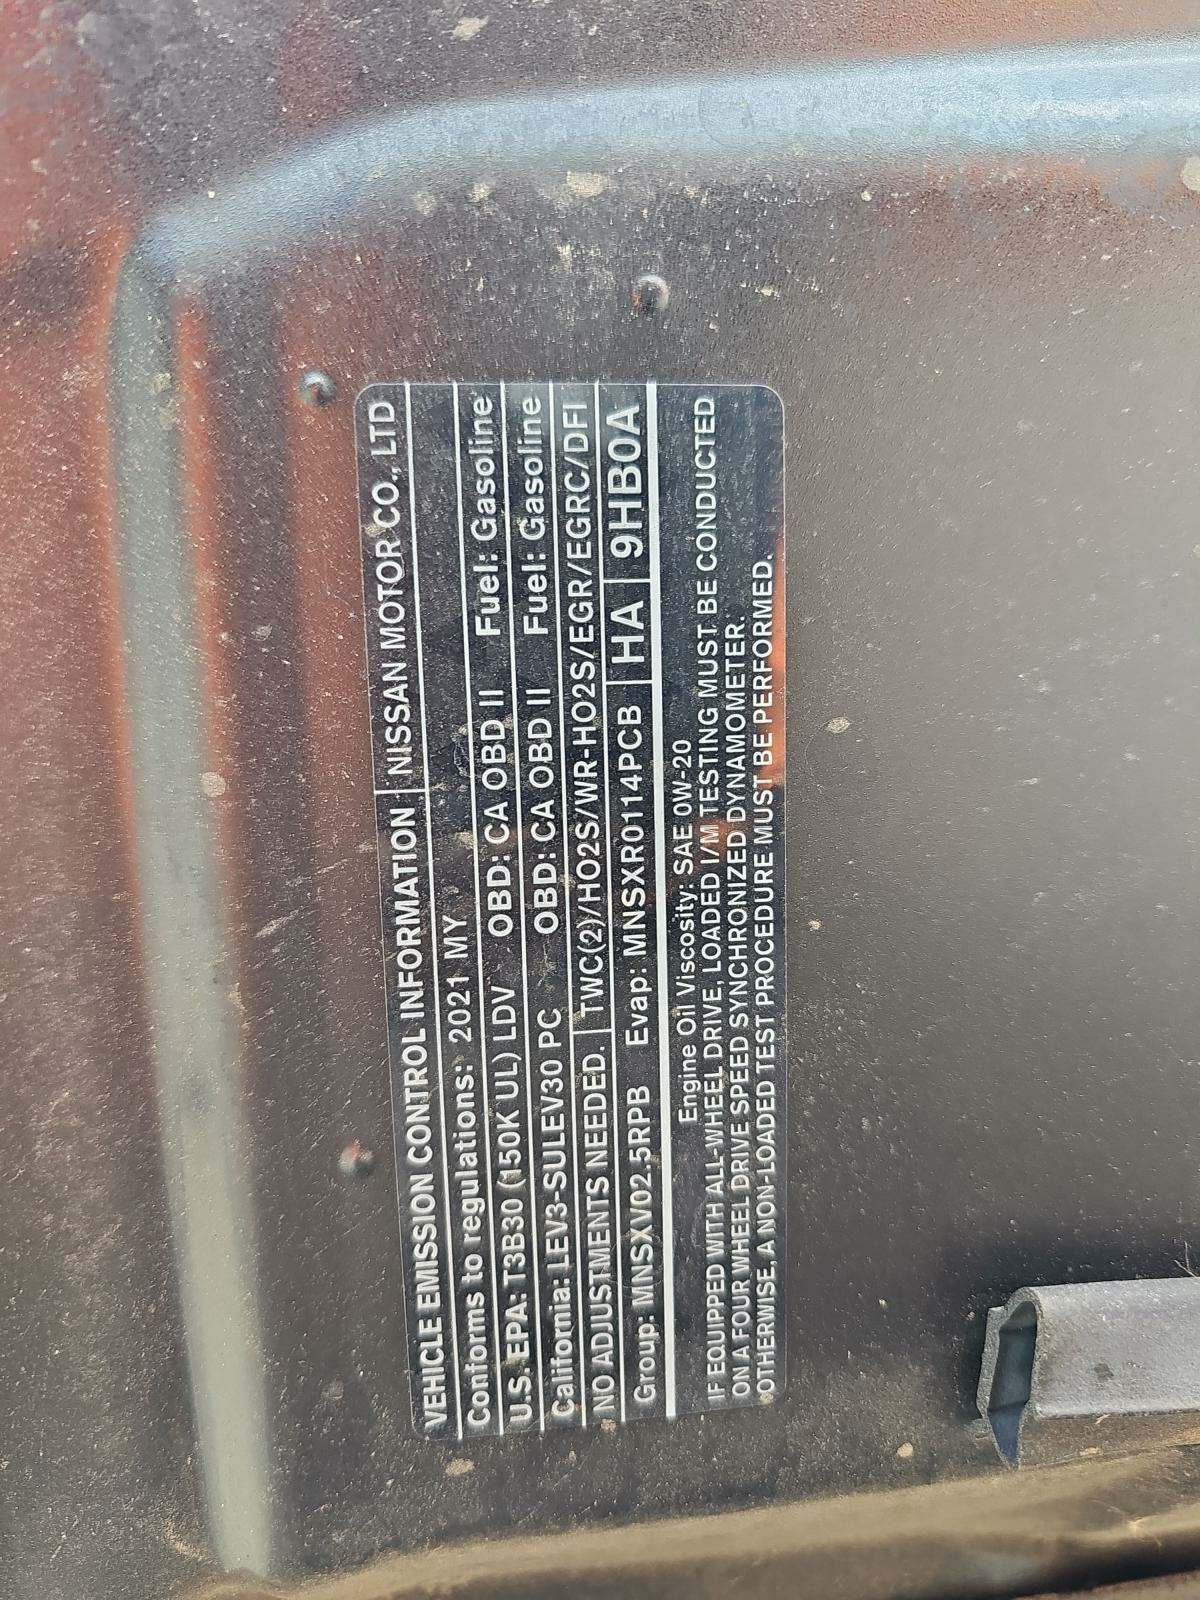 VEHICLE EMISSION CONTROL INFORMATION NISSAN MOTOR CO., LTD
Conforms to regulations: 2021 MY
U.S. EPA: T3B30 (150K UL) LDV OBD: CA OBD II Fuel: Gasoline
California: LEV3-SULEV30 PC OBD: CA OBD II Fuel: Gasoline
NO ADJUSTMENTS NEEDED. TWC(2)/HO2S/WR-HO2S/EGR/EGRC/DFI
Group: MNSXV02.5RPB Evap: MNSXR0114PCB HA 9HB0A
Engine Oil Viscosity: SAE 0W-20
IF EQUIPPED WITH ALL-WHEEL DRIVE, LOADED I/M TESTING MUST BE CONDUCTED
ON A FOUR WHEEL DRIVE SPEED SYNCHRONIZED DYNAMOMETER.
OTHERWISE, A NON-LOADED TEST PROCEDURE MUST BE PERFORMED.